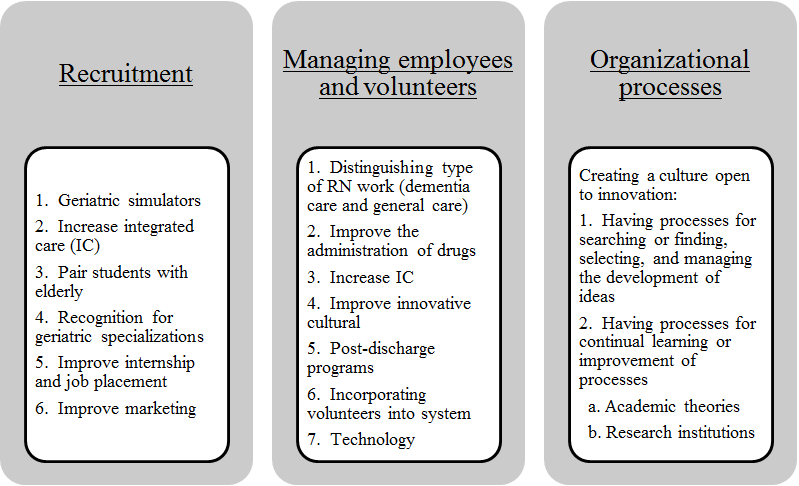 Recruitment
1. Geriatric simulators
2. Increase integrated
care (IC)
3. Pair students with
elderly
4. Recognition for
geriatric specializations
5. Improve internship
and job placement
6. Improve marketing
Managing employees
and volunteers
1. Distinguishing type
of RN work (dementia
care and general care)
2. Improve the
administration of drugs
3. Increase IC
4. Improve innovative
cultural
5. Post-discharge
programs
6. Incorporating
volunteers into system
7. Technology
Organizational
processes
Creating a culture open
to innovation:
1. Having processes for
searching or finding,
selecting, and managing
the development of
ideas
2. Having processes for
continual learning or
improvement of
processes
a. Academic theories
b. Research institutions